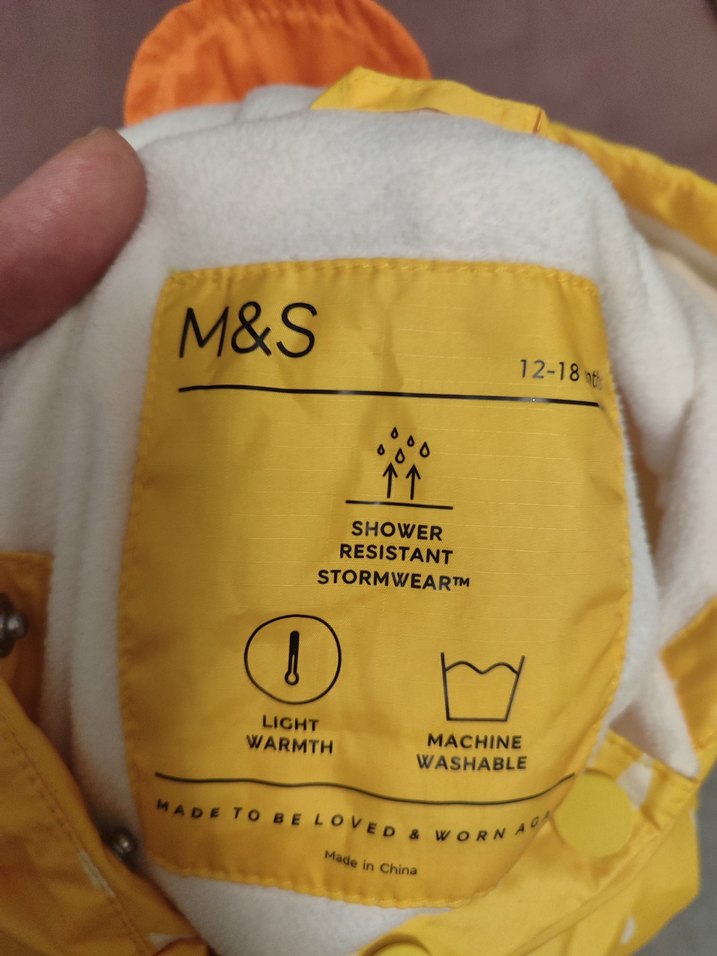 M&S
12-18
SHOWER
RESISTANT
STORMWEAR™
LIGHT
WARMTH
MACHINE
WASHABLE
MADE TO BE LOVED & WORN
Made in China